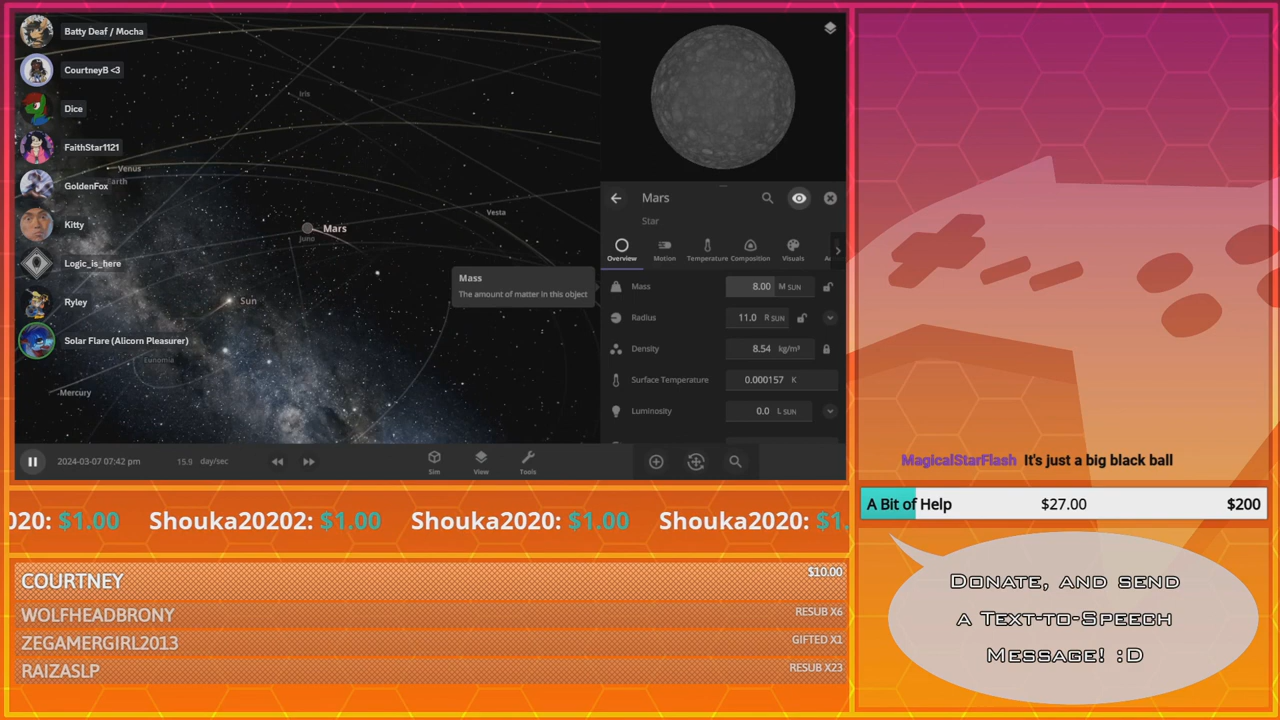 Batty Deaf / Mocha
CourtneyB <3
Dice
FaithStar1121
GoldenFox
Kitty
Logic_is_here
Ryley
Solar Flare (Alicorn Pleasurer)
Iris
Venus
Earth
Vesta
Mars
Juno
Sun
Eunomia
Mercury
Mass
The amount of matter in this object
Mars
Star
Overview Motion Temperature Composition Visuals
Mass 8.00 M SUN
Radius 11.0 R SUN
Density 8.54 kg/m³
Surface Temperature 0.000157 K
Luminosity 0.0 L SUN
2024-03-07 07:42 pm 15.9 day/sec
Sim View Tools
MagicalStarFlash It's just a big black ball
A Bit of Help $27.00 $200
020: $1.00 Shouka20202: $1.00 Shouka2020: $1.00 Shouka2020: $1.
COURTNEY $10.00
WOLFHEADBRONY RESUB X6
ZEGAMERGIRL2013 GIFTED X1
RAIZASLP RESUB X23
Donate, and send
a Text-to-Speech
Message! :D